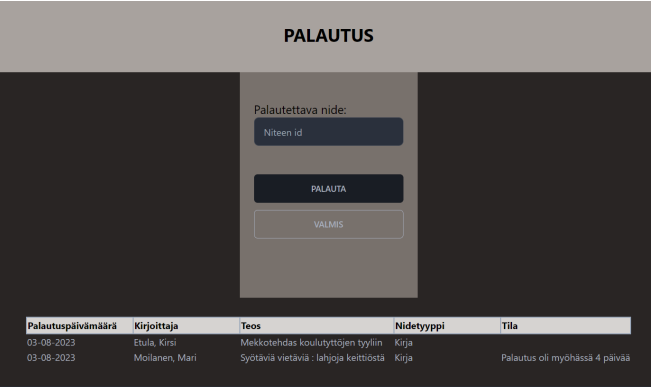 PALAUTUS
Palautettava nide:
Niteen id
PALAUTA
VALMIS
Palautuspäivämäärä Kirjoittaja Teos Nidetyyppi Tila
03-08-2023 Etula, Kirsi Mekkotehdas koulutyttöjen tyyliin Kirja
03-08-2023 Moilanen, Mari Syötäviä vietäviä : lahjoja keittiöstä Kirja Palautus oli myöhässä 4 päivää